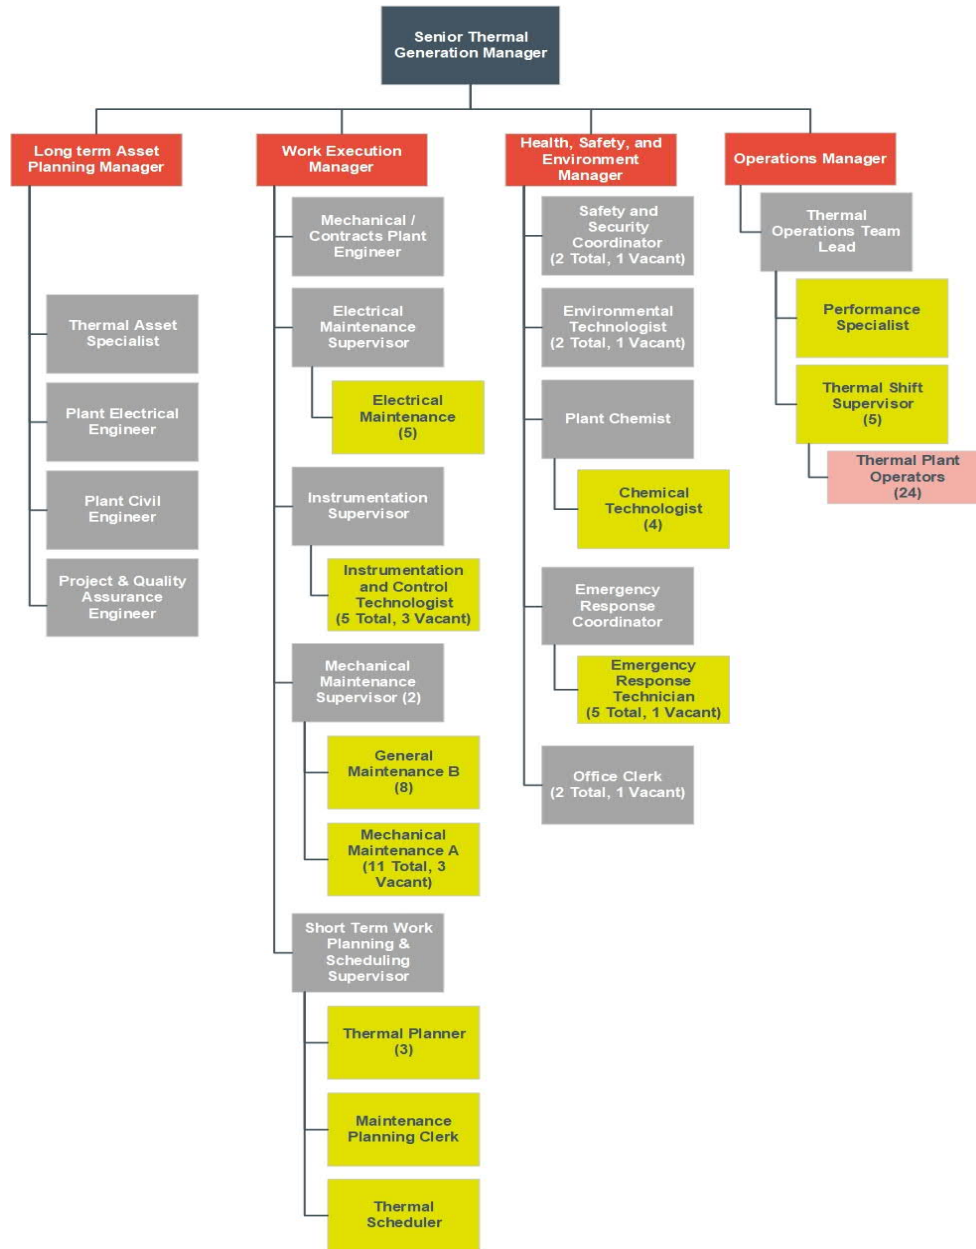 Senior Thermal
Generation Manager
Long term Asset
Planning Manager
Thermal Asset
Specialist
Plant Electrical
Engineer
Plant Civil
Engineer
Project & Quality
Assurance
Engineer
Work Execution
Manager
Mechanical /
Contracts Plant
Engineer
Electrical
Maintenance
Supervisor
Electrical
Maintenance
(5)
Instrumentation
Supervisor
Instrumentation
and Control
Technologist
(5 Total, 3 Vacant)
Mechanical
Maintenance
Supervisor (2)
General
Maintenance B
(8)
Mechanical
Maintenance A
(11 Total, 3
Vacant)
Short Term Work
Planning &
Scheduling
Supervisor
Thermal Planner
(3)
Maintenance
Planning Clerk
Thermal
Scheduler
Health, Safety, and
Environment
Manager
Safety and
Security
Coordinator
(2 Total, 1 Vacant)
Environmental
Technologist
(2 Total, 1 Vacant)
Plant Chemist
Chemical
Technologist
(4)
Emergency
Response
Coordinator
Emergency
Response
Technician
(5 Total, 1 Vacant)
Office Clerk
(2 Total, 1 Vacant)
Operations Manager
Thermal
Operations Team
Lead
Performance
Specialist
Thermal Shift
Supervisor
(5)
Thermal Plant
Operators
(24)